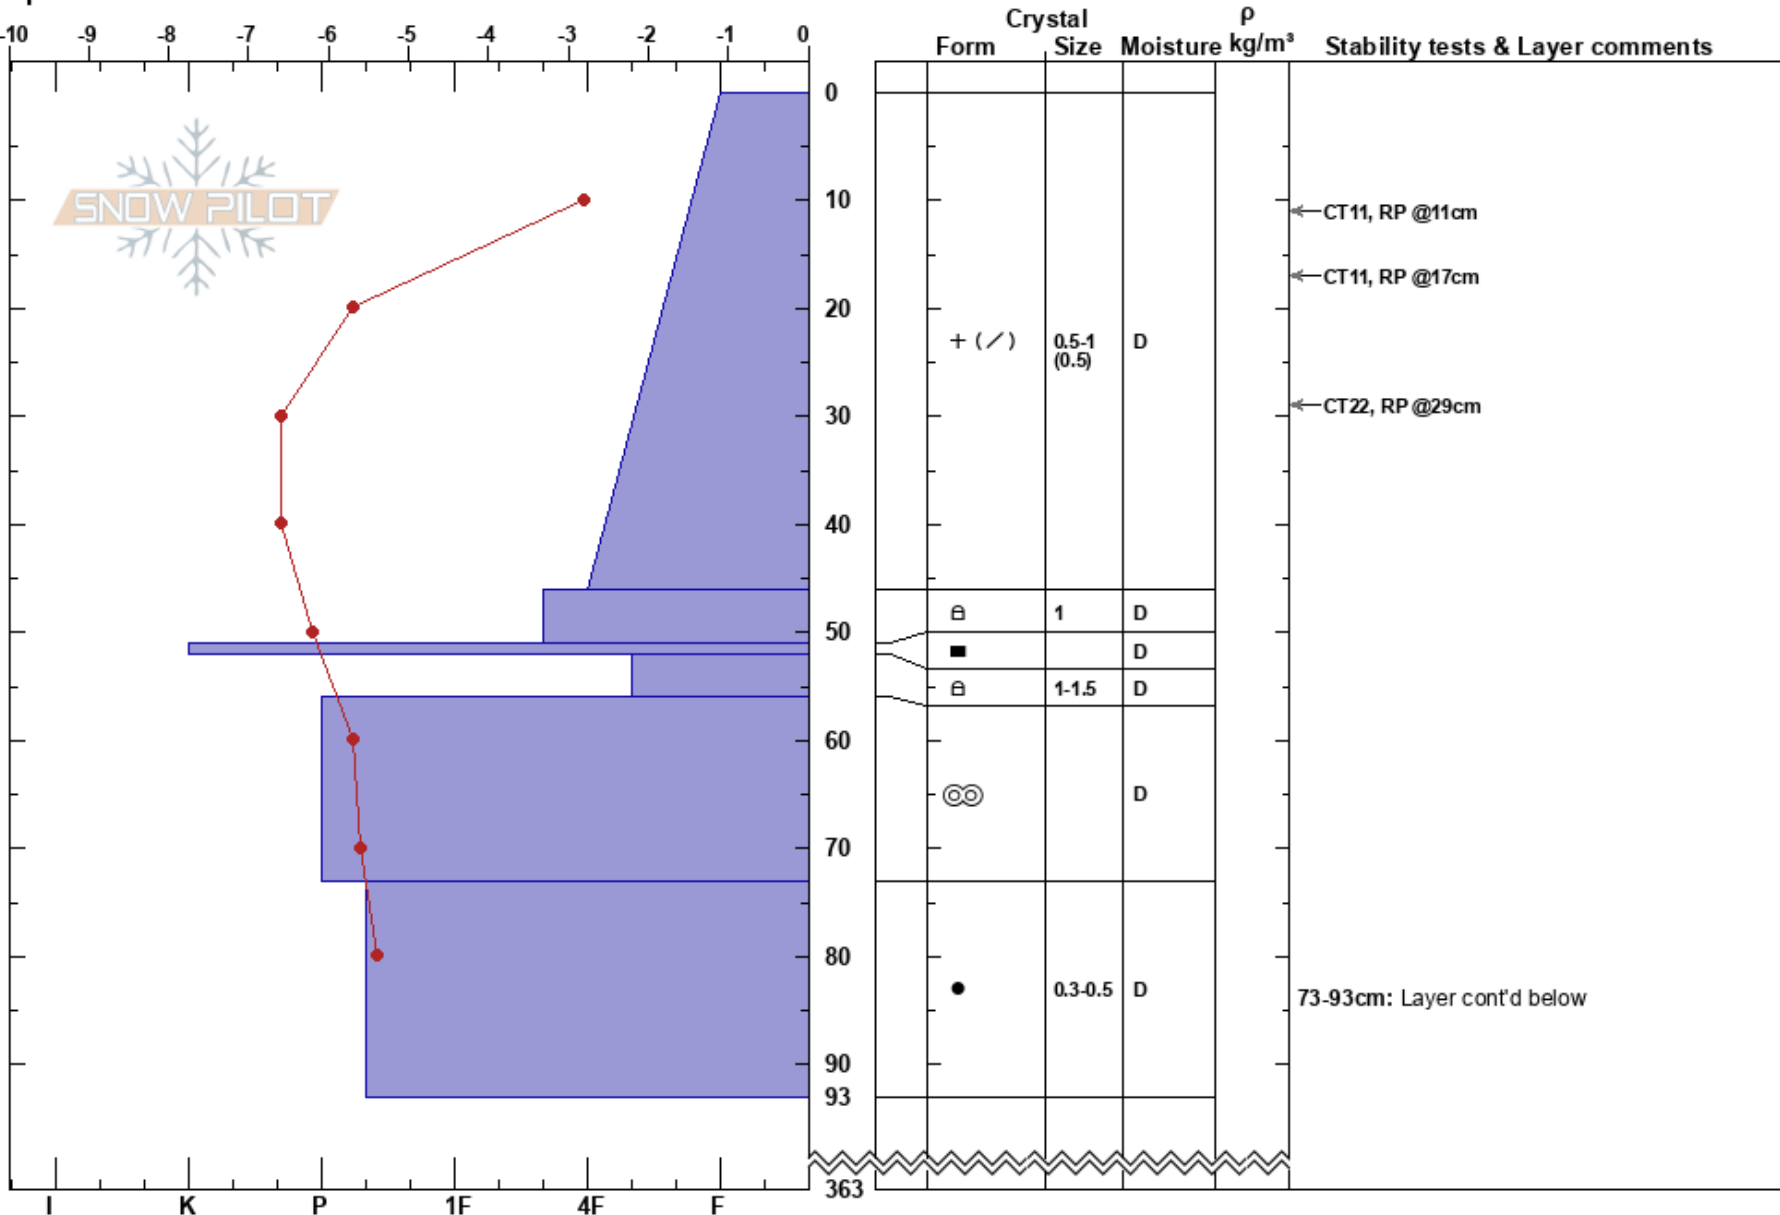 -10 -9 -8 -7 -6 -5 -4 -3 -2 -1 0
Crystal ρ
Form Size Moisture kg/m³ Stability tests & Layer comments
0
SNOW PILOT
10
CT11, RP @11cm
CT11, RP @17cm
20
+ (/) 0.5-1 D
(0.5)
CT22, RP @29cm
30
40
1 D
50
D
1-1.5 D
60
D
70
80
0.3-0.5 D
73-93cm: Layer cont'd below
90
93
363
I K P 1F 4F F